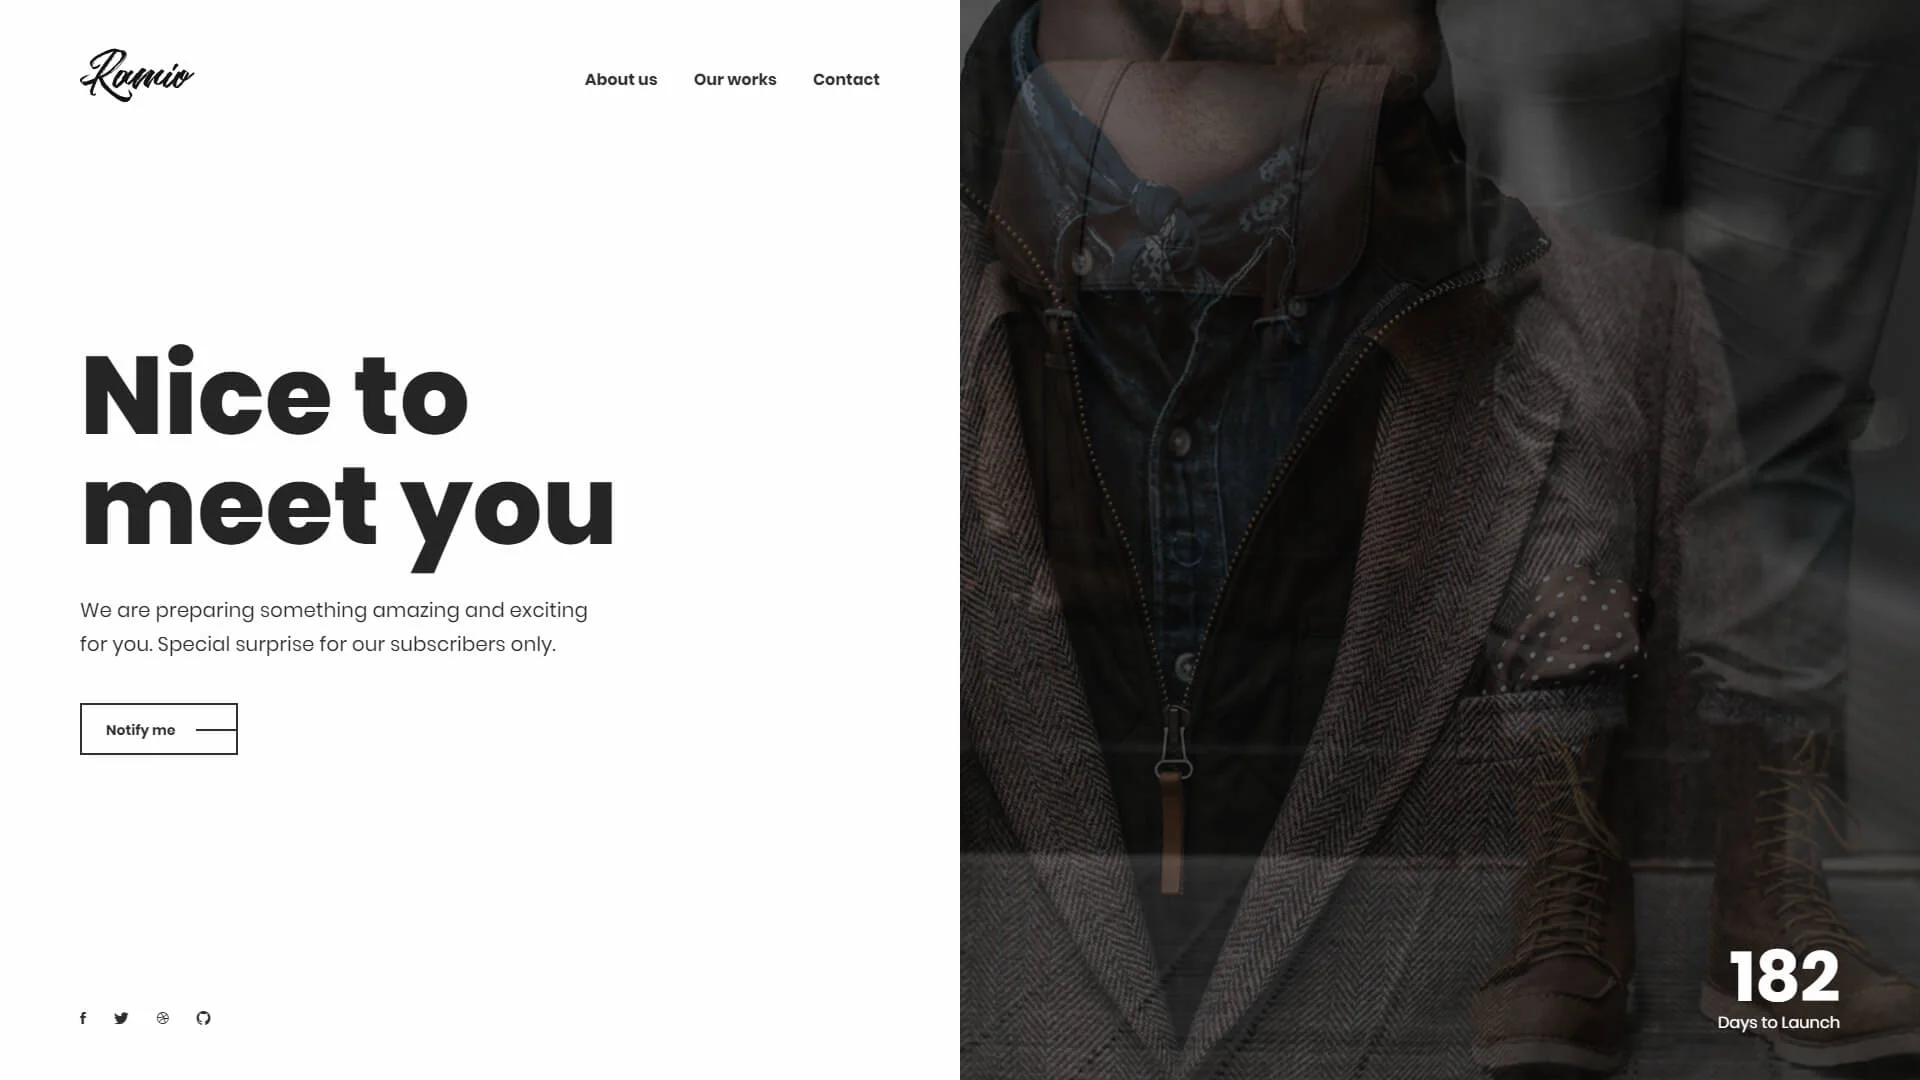 Ramio
About us
Our works
Contact
Nice to
meet you
We are preparing something amazing and exciting
for you. Special surprise for our subscribers only.
Notify me
182
Days to Launch